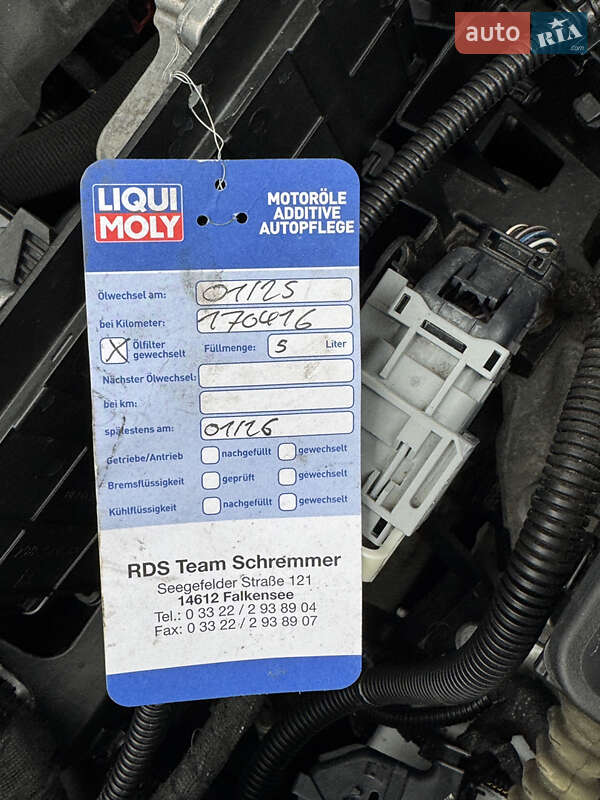 auto RIA
.com
LIQUI
MOLY
MOTORÖLE
ADDITIVE
AUTOPFLEGE
Ölwechsel am: 01/25
bei Kilometer: 170416
X Ölfilter gewechselt Füllmenge: 5 Liter
Nächster Ölwechsel:
bei km:
spätestens am: 01/26
Getriebe/Antrieb nachgefüllt gewechselt
Bremsflüssigkeit geprüft gewechselt
Kühlflüssigkeit nachgefüllt gewechselt
RDS Team Schremmer
Seegefelder Straße 121
14612 Falkensee
Tel.: 0 33 22 / 2 93 89 04
Fax: 0 33 22 / 2 93 89 07